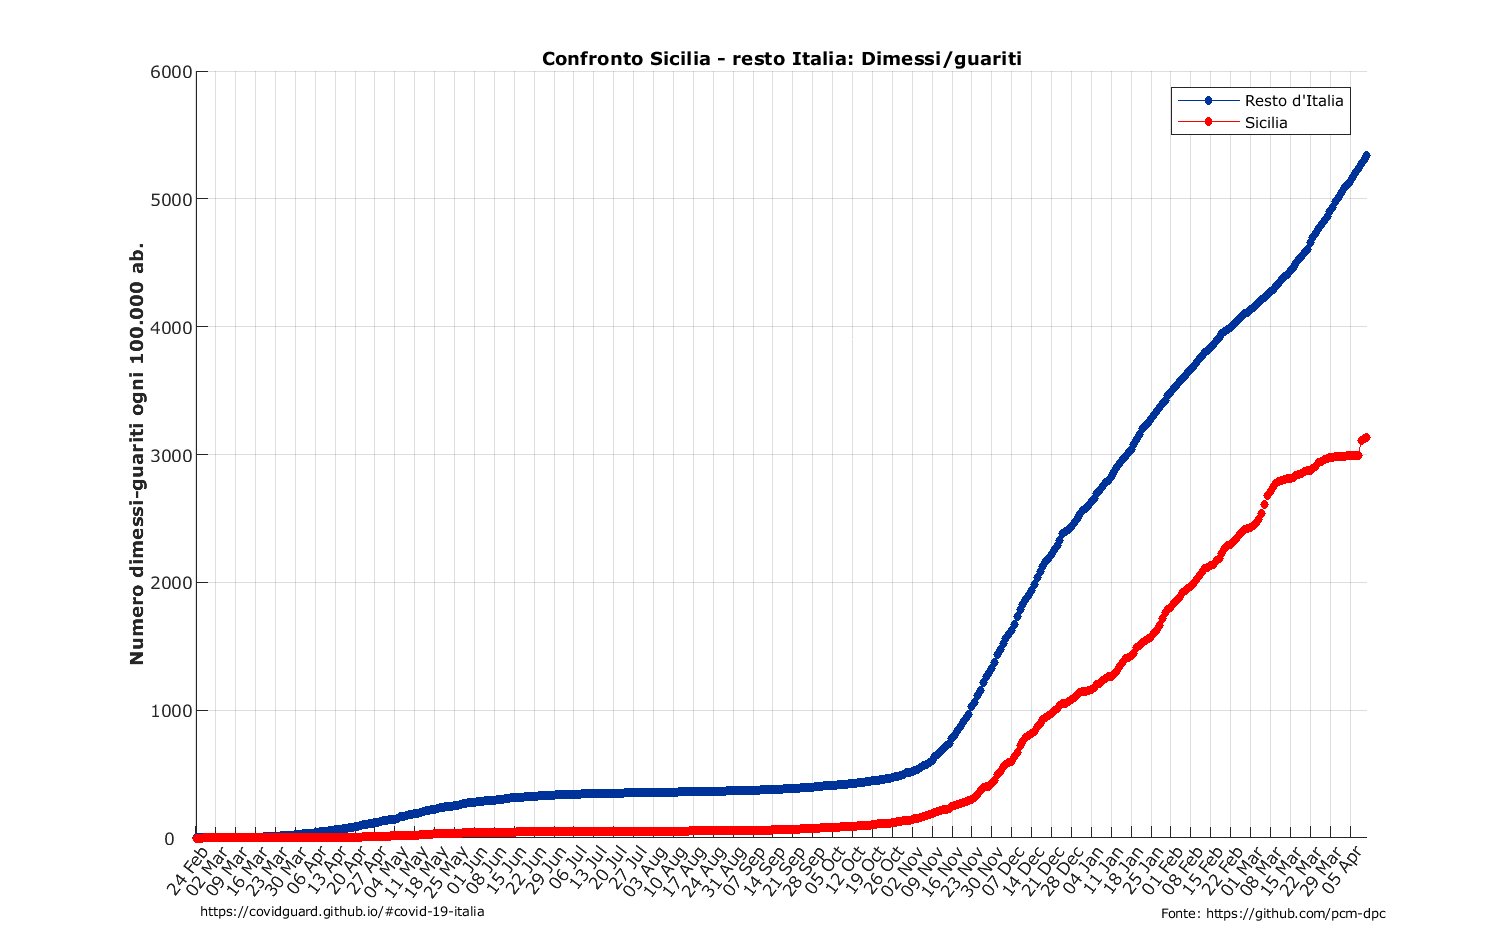 Confronto Sicilia - resto Italia: Dimessi/guariti
Resto d'Italia
Sicilia
Numero dimessi-guariti ogni 100.000 ab.
6000
5000
4000
3000
2000
1000
0
24 Feb
02 Mar
09 Mar
16 Mar
23 Mar
30 Mar
06 Apr
13 Apr
20 Apr
27 Apr
04 May
11 May
18 May
25 May
01 Jun
08 Jun
15 Jun
22 Jun
29 Jun
06 Jul
13 Jul
20 Jul
27 Jul
03 Aug
10 Aug
17 Aug
24 Aug
31 Aug
07 Sep
14 Sep
21 Sep
28 Sep
05 Oct
12 Oct
19 Oct
26 Oct
02 Nov
09 Nov
16 Nov
23 Nov
30 Nov
07 Dec
14 Dec
21 Dec
28 Dec
04 Jan
11 Jan
18 Jan
25 Jan
01 Feb
08 Feb
15 Feb
22 Feb
01 Mar
08 Mar
15 Mar
22 Mar
29 Mar
05 Apr
https://covidguard.github.io/#covid-19-italia
Fonte: https://github.com/pcm-dpc